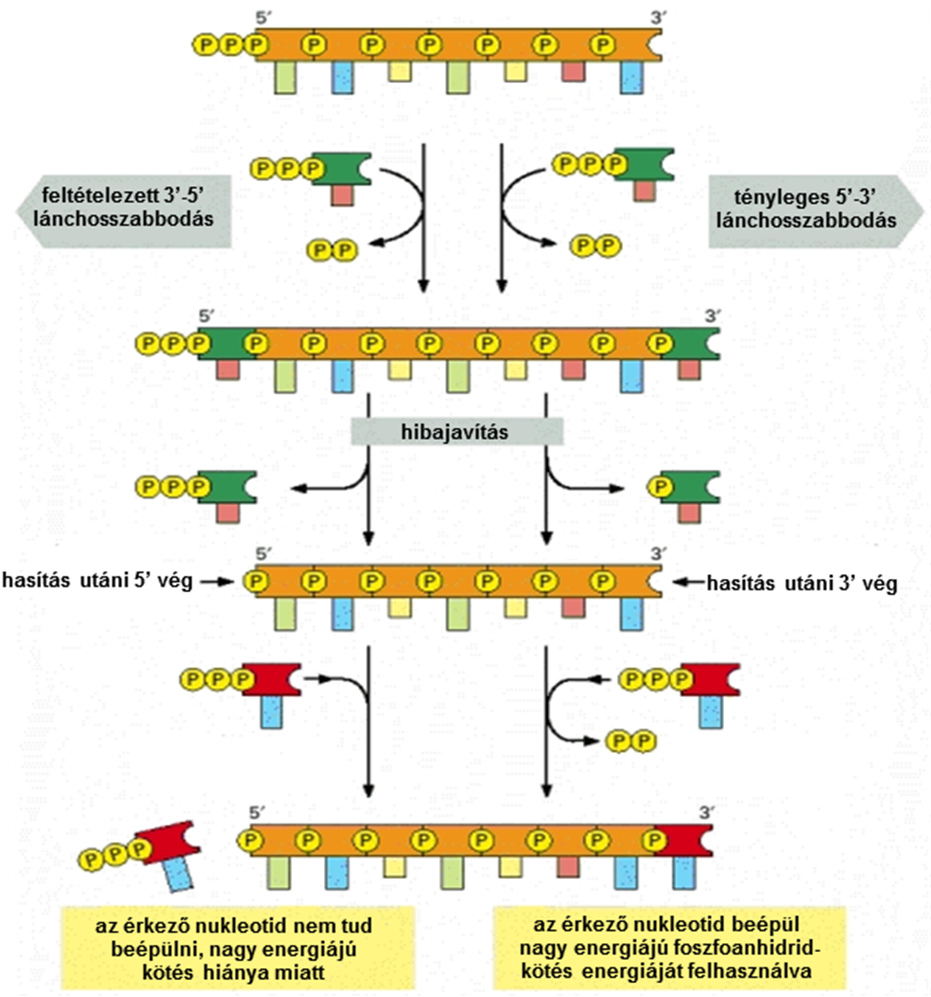 5′ 3′
P P P P P P P P P
feltételezett 3’-5’
lánchosszabbodás
P P P
P P
P P P
P P
tényleges 5’-3’
lánchosszabbodás
5′ 3′
P P P P P P P P P P P
hibajavítás
P P P
P
5′ 3′
hasítás utáni 5’ vég
P P P P P P P
hasítás utáni 3’ vég
P P P
P P P
P P
5′ 3′
P P P
P P P P P P P P
az érkező nukleotid nem tud
beépülni, nagy energiájú
kötés hiánya miatt
az érkező nukleotid beépül
nagy energiájú foszfoanhidrid-
kötés energiáját felhasználva